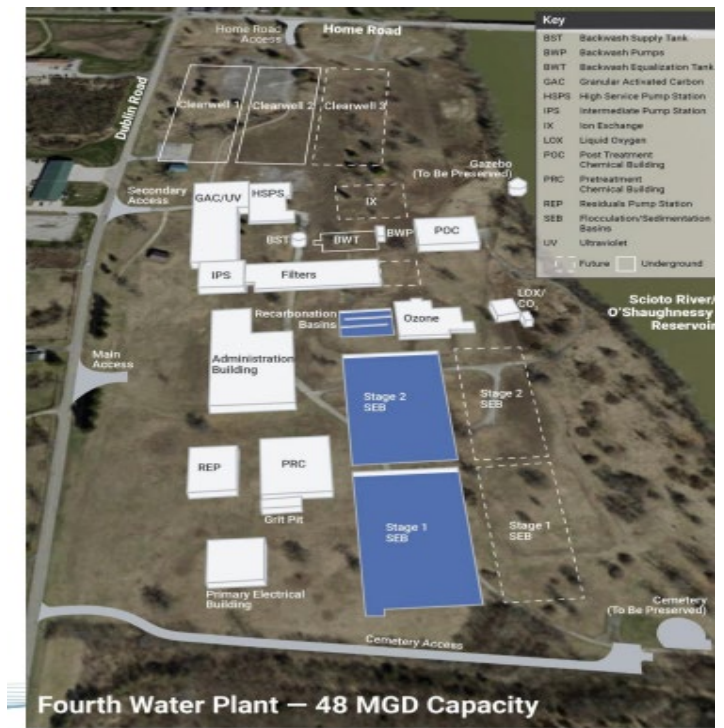 Home Road
Access
Home Road
Dublin Road
Clearwell 1
Clearwell 2
Clearwell 3
Key
BST Backwash Supply Tank
BWP Backwash Pumps
BWT Backwash Equalization Tank
GAC Granular Activated Carbon
HSPS High Service Pump Station
IPS Intermediate Pump Station
IX Ion Exchange
LOX Liquid Oxygen
POC Post Treatment
Chemical Building
PRC Pretreatment
Chemical Building
REP Residuals Pump Station
SEB Flocculation/Sedimentation
Basins
UV Ultraviolet
Future
Underground
Gazebo
(To Be Preserved)
Secondary
Access
GAC/UV
HSPS
IX
BST
BWT
BWP
POC
IPS
Filters
LOX/
CO2
Scioto River/
O'Shaughnessy
Reservoir
Recarbonation
Basins
Ozone
Main
Access
Administration
Building
Stage 2
SEB
Stage 2
SEB
REP
PRC
Grit Pit
Stage 1
SEB
Stage 1
SEB
Primary Electrical
Building
Cemetery
(To Be Preserved)
Cemetery Access
Fourth Water Plant — 48 MGD Capacity